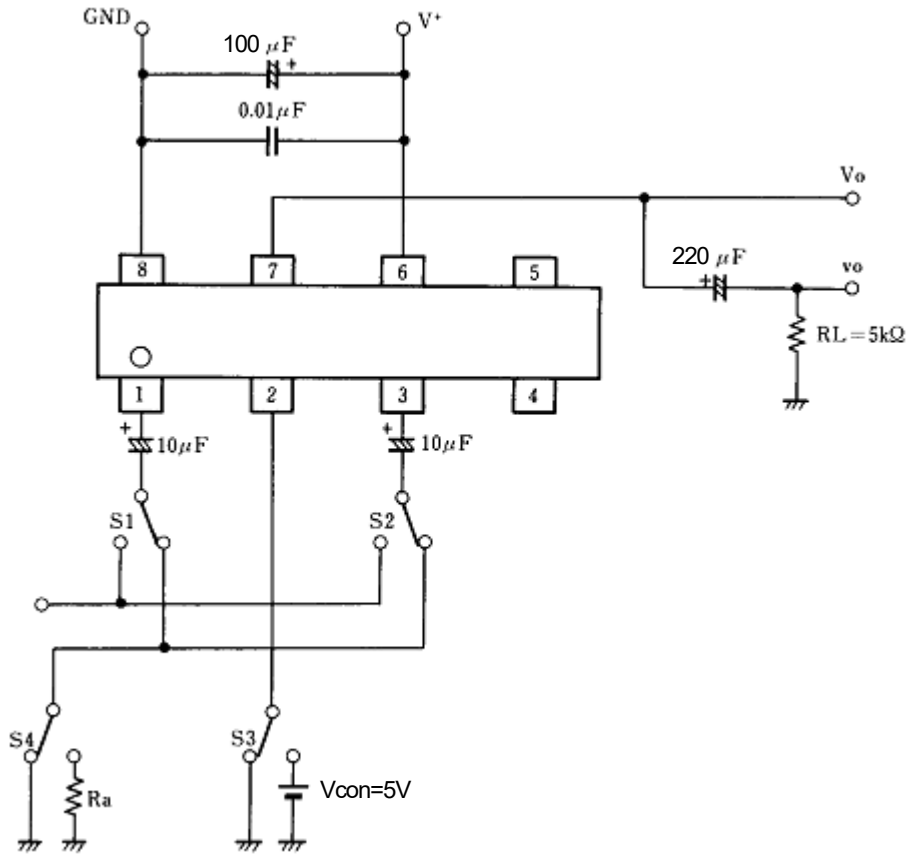 GND
V+
100 μF
+
0.01μF
Vo
8
7
6
5
220 μF
+
vo
RL=5kΩ
1
2
3
4
+
10μF
+
10μF
S1
S2
S4
S3
Ra
Vcon=5V